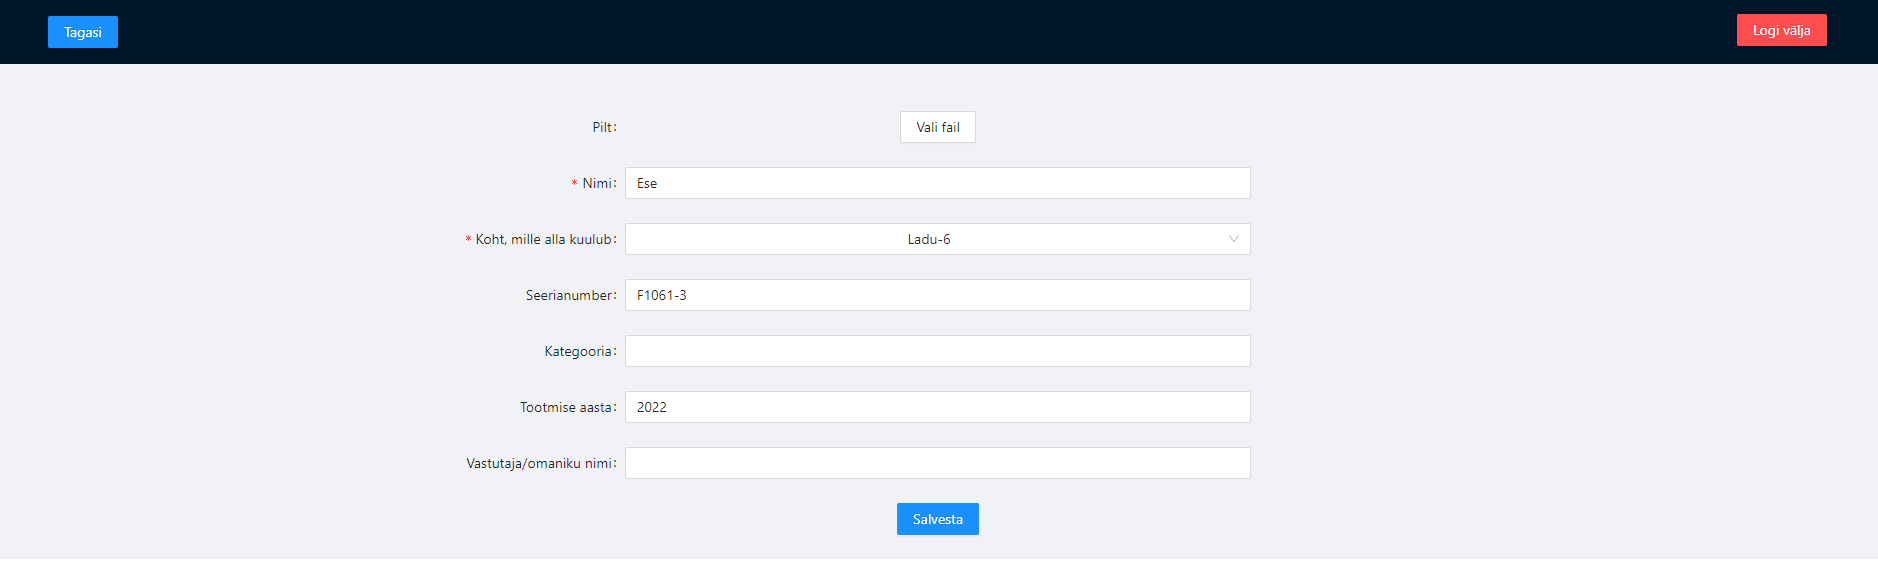 Tagasi
Logi välja
Pilt:
Vali fail
* Nimi:
Ese
* Koht, mille alla kuulub:
Ladu-6
Seerianumber:
F1061-3
Kategooria:
Tootmise aasta:
2022
Vastutaja/omaniku nimi:
Salvesta